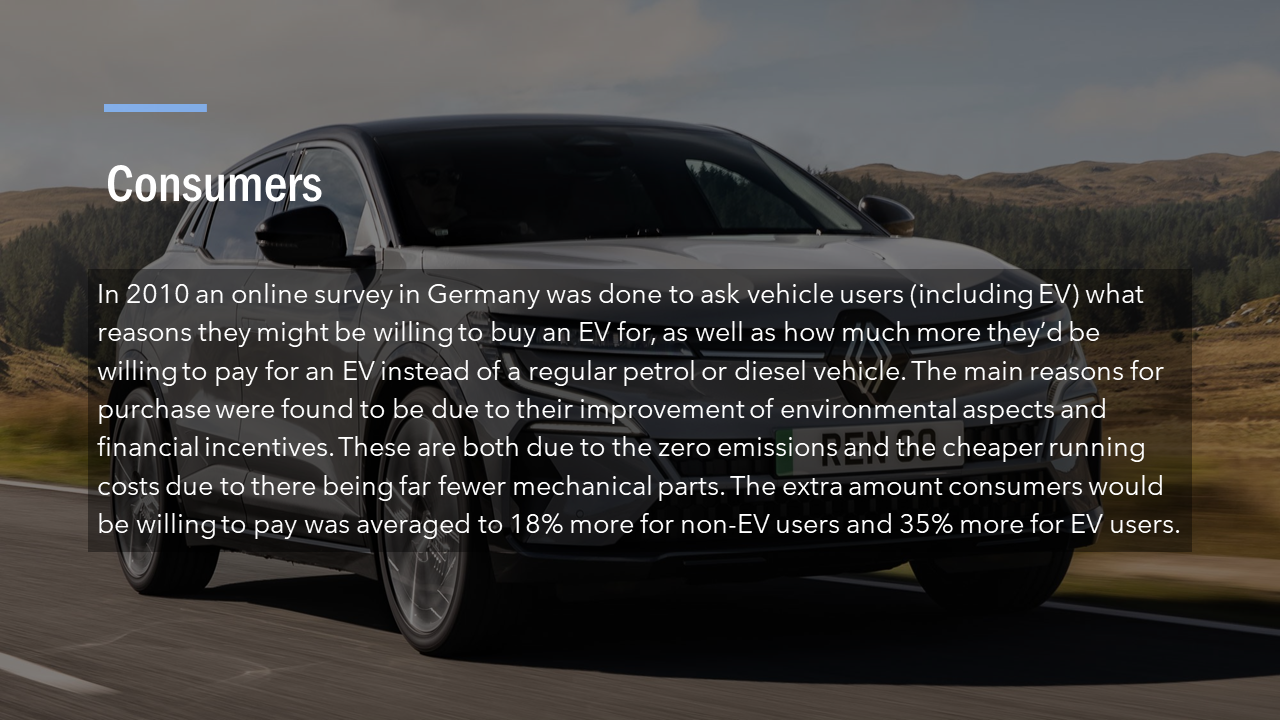 Consumers
In 2010 an online survey in Germany was done to ask vehicle users (including EV) what
reasons they might be willing to buy an EV for, as well as how much more they’d be
willing to pay for an EV instead of a regular petrol or diesel vehicle. The main reasons for
purchase were found to be due to their improvement of environmental aspects and
financial incentives. These are both due to the zero emissions and the cheaper running
costs due to there being far fewer mechanical parts. The extra amount consumers would
be willing to pay was averaged to 18% more for non-EV users and 35% more for EV users.
REN GO